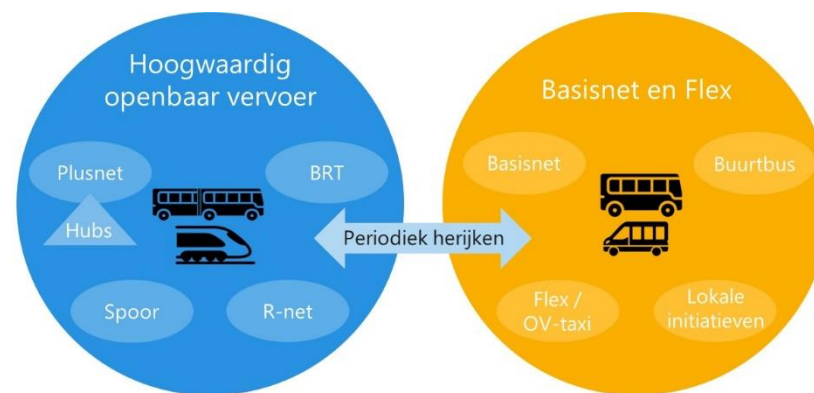 Hoogwaardig
openbaar vervoer
Plusnet
BRT
Hubs
Spoor
R-net
Periodiek herijken
Basisnet en Flex
Basisnet
Buurtbus
Flex /
OV-taxi
Lokale
initiatieven